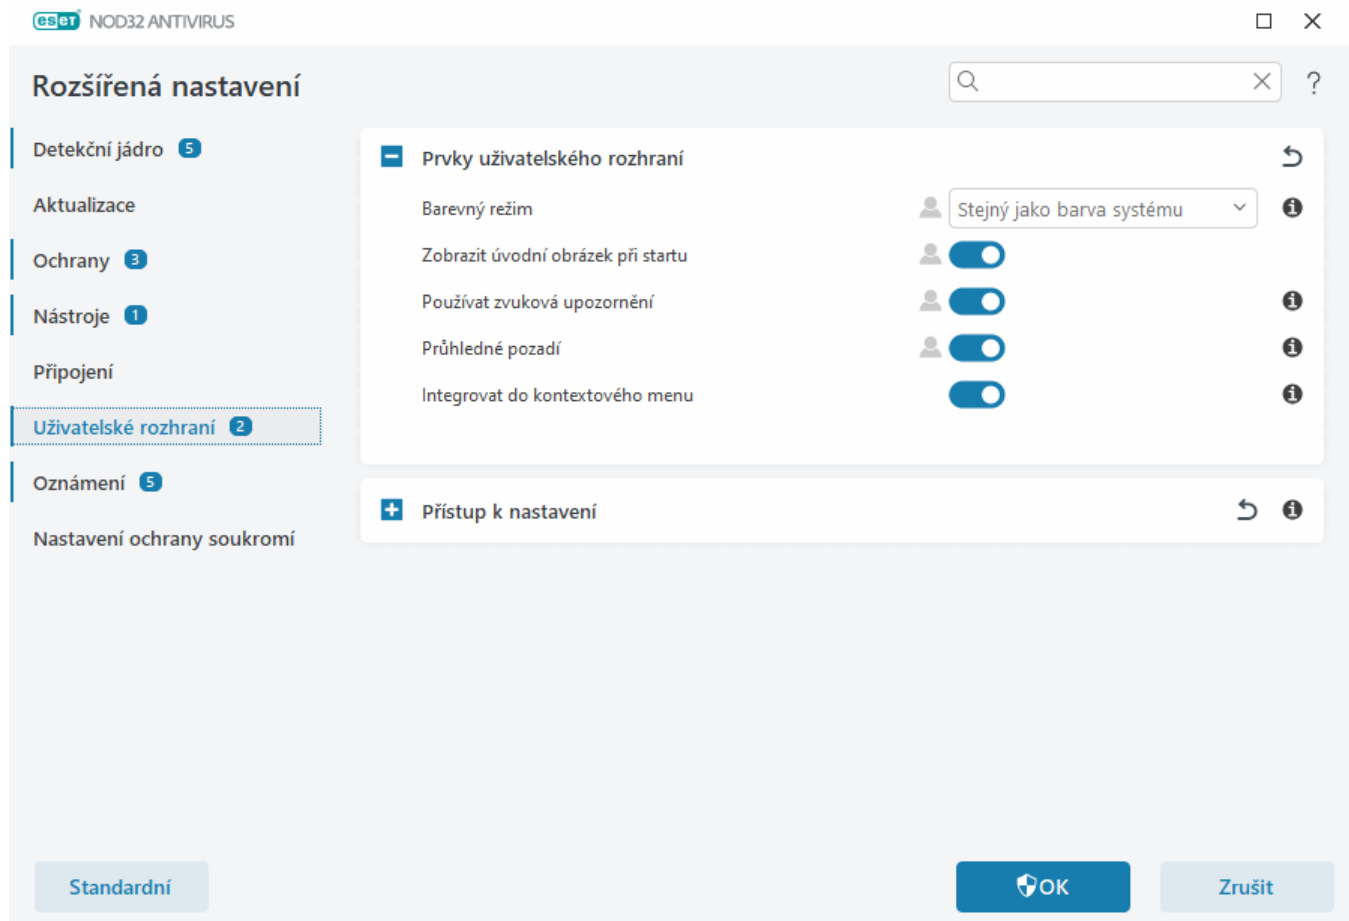 eset NOD32 ANTIVIRUS
Rozšířená nastavení
?
Detekční jádro 5
Aktualizace
Ochrany 3
Nástroje 1
Připojení
Uživatelské rozhraní 2
Oznámení 5
Nastavení ochrany soukromí
Prvky uživatelského rozhraní
Barevný režim Stejný jako barva systému
Zobrazit úvodní obrázek při startu
Používat zvuková upozornění
Průhledné pozadí
Integrovat do kontextového menu
Přístup k nastavení
Standardní OK Zrušit